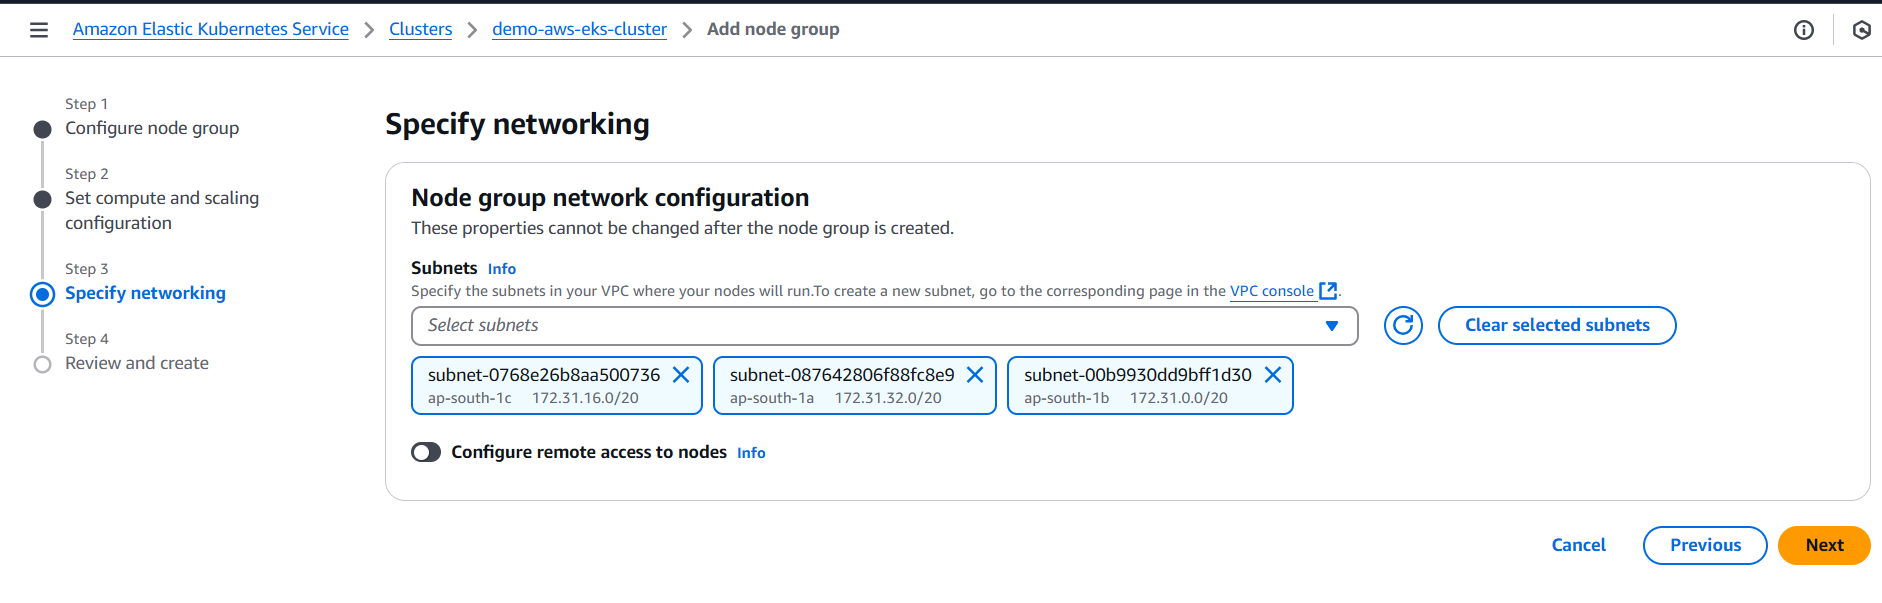 Amazon Elastic Kubernetes Service > Clusters > demo-aws-eks-cluster > Add node group
Step 1
Configure node group
Step 2
Set compute and scaling
configuration
Step 3
Specify networking
Step 4
Review and create
Specify networking
Node group network configuration
These properties cannot be changed after the node group is created.
Subnets Info
Specify the subnets in your VPC where your nodes will run.To create a new subnet, go to the corresponding page in the VPC console .
Select subnets
Clear selected subnets
subnet-0768e26b8aa500736
ap-south-1c 172.31.16.0/20
subnet-087642806f88fc8e9
ap-south-1a 172.31.32.0/20
subnet-00b9930dd9bff1d30
ap-south-1b 172.31.0.0/20
Configure remote access to nodes Info
Cancel Previous Next